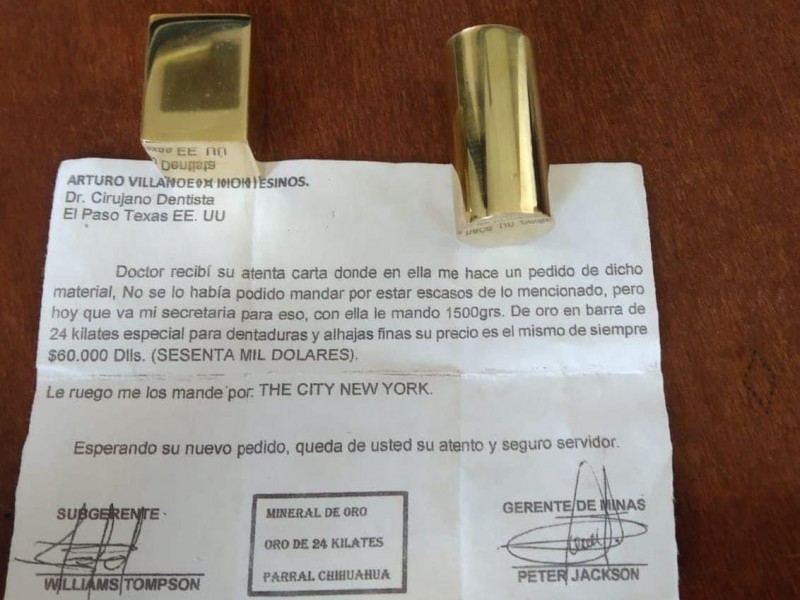 ARTURO VILLANOEVA MONTESINOS.
Dr. Cirujano Dentista
El Paso Texas EE. UU
Doctor recibí su atenta carta donde en ella me hace un pedido de dicho
material, No se lo había podido mandar por estar escasos de lo mencionado, pero
hoy que va mi secretaria para eso, con ella le mando 1500grs. De oro en barra de
24 kilates especial para dentaduras y alhajas finas su precio es el mismo de siempre
$60.000 Dlls. (SESENTA MIL DOLARES).
Le ruego me los mande por: THE CITY NEW YORK.
Esperando su nuevo pedido, queda de usted su atento y seguro servidor.
SUBGERENTE
WILLIAMS TOMPSON
MINERAL DE ORO
ORO DE 24 KILATES
PARRAL CHIHUAHUA
GERENTE DE MINAS
PETER JACKSON